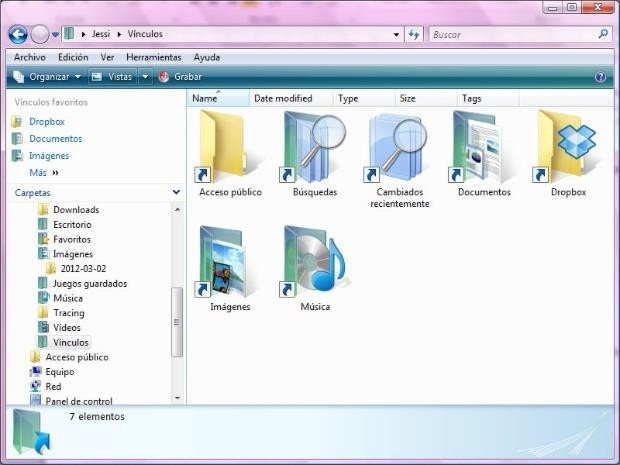 Jessi Vínculos
Buscar
Archivo Edición Ver Herramientas Ayuda
Organizar Vistas Grabar
Vínculos favoritos
Dropbox
Documentos
Imágenes
Más »
Carpetas
Downloads
Escritorio
Favoritos
Imágenes
2012-03-02
Juegos guardados
Música
Tracing
Vídeos
Vínculos
Acceso público
Equipo
Red
Panel de control
Name Date modified Type Size Tags
Acceso público
Búsquedas
Cambiados
recientemente
Documentos
Dropbox
Imágenes
Música
7 elementos